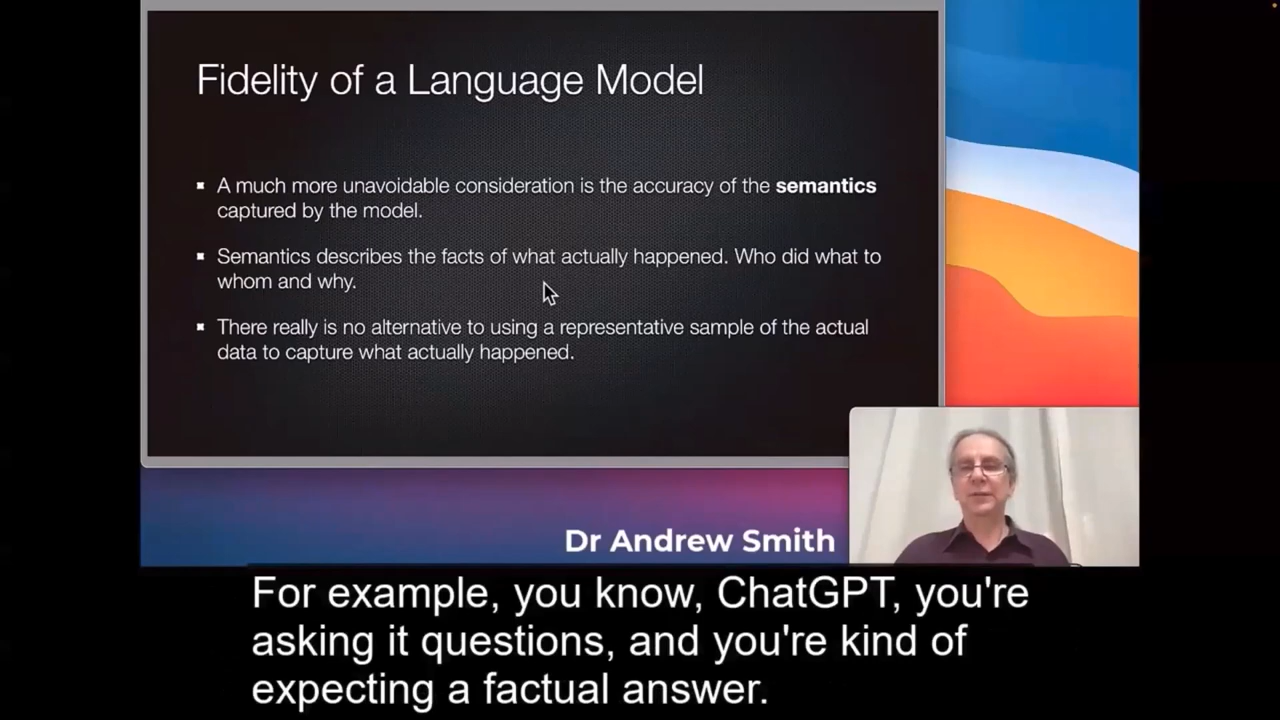 Fidelity of a Language Model
A much more unavoidable consideration is the accuracy of the semantics
captured by the model.
Semantics describes the facts of what actually happened. Who did what to
whom and why.
There really is no alternative to using a representative sample of the actual
data to capture what actually happened.
Dr Andrew Smith
For example, you know, ChatGPT, you're
asking it questions, and you're kind of
expecting a factual answer.